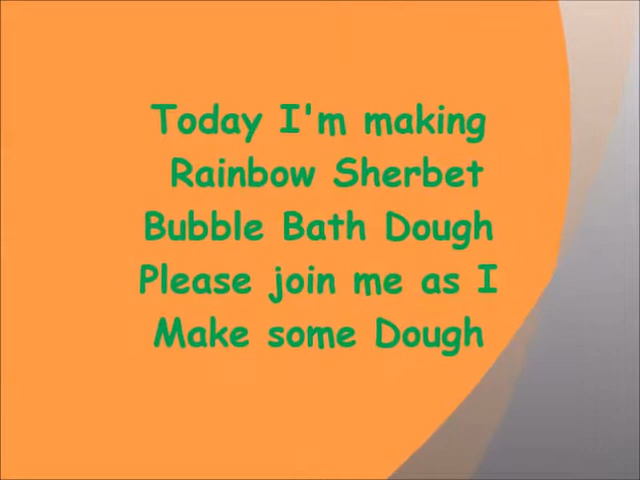 Today I'm making
Rainbow Sherbet
Bubble Bath Dough
Please join me as I
Make some Dough